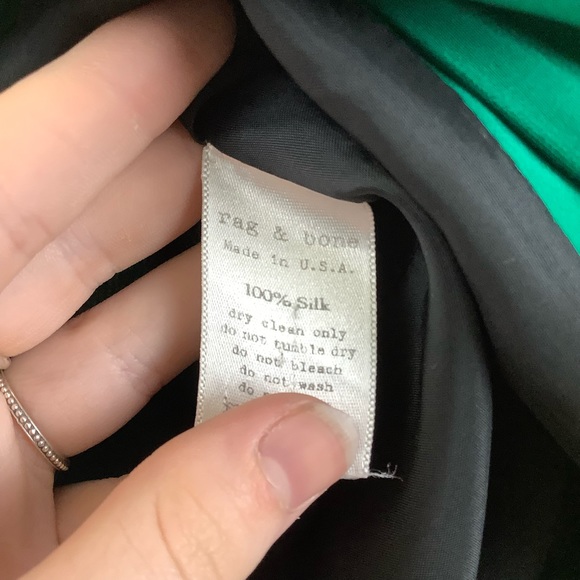 rag & bone
Made in U.S.A.
100% Silk
dry clean only
do not tumble dry
do not bleach
do not wash
do